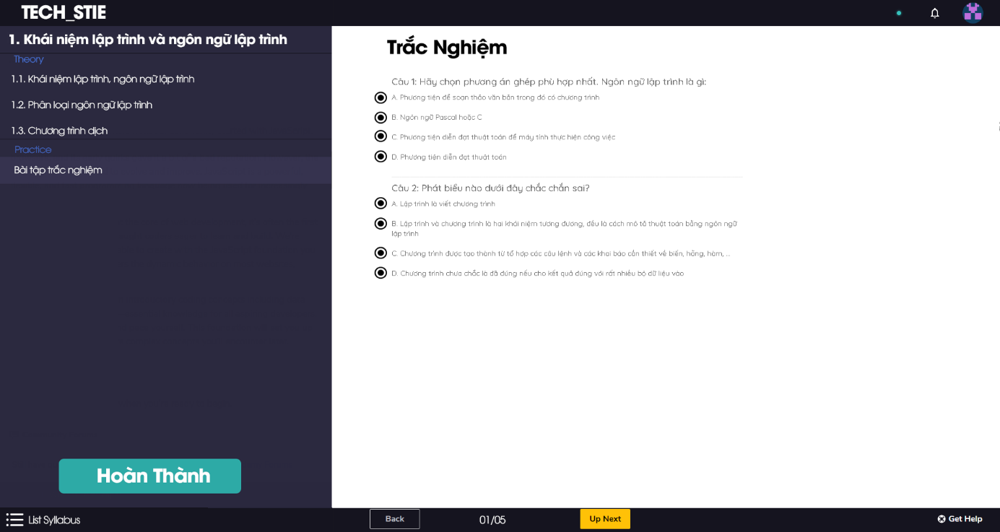 TECH_STIE
1. Khái niệm lập trình và ngôn ngữ lập trình
Theory
1.1. Khái niệm lập trình, ngôn ngữ lập trình
1.2. Phân loại ngôn ngữ lập trình
1.3. Chương trình dịch
Practice
Bài tập trắc nghiệm
Hoàn Thành
Trắc Nghiệm
Câu 1: Hãy chọn phương án ghép phù hợp nhất. Ngôn ngữ lập trình là gì:
A. Phương tiện để soạn thảo văn bản trong đó có chương trình
B. Ngôn ngữ Pascal hoặc C
C. Phương tiện diễn đạt thuật toán để máy tính thực hiện công việc
D. Phương tiện diễn đạt thuật toán
Câu 2: Phát biểu nào dưới đây chắc chắn sai?
A. Lập trình là viết chương trình
B. Lập trình và chương trình là hai khái niệm tương đương, đều là cách mô tả thuật toán bằng ngôn ngữ
lập trình
C. Chương trình được tạo thành từ tổ hợp các câu lệnh và các khai báo cần thiết về biến, hằng, hàm, ...
D. Chương trình chưa chắc là đã đúng nếu cho kết quả đúng với rất nhiều bộ dữ liệu vào
List Syllabus
Back
01/05
Up Next
Get Help